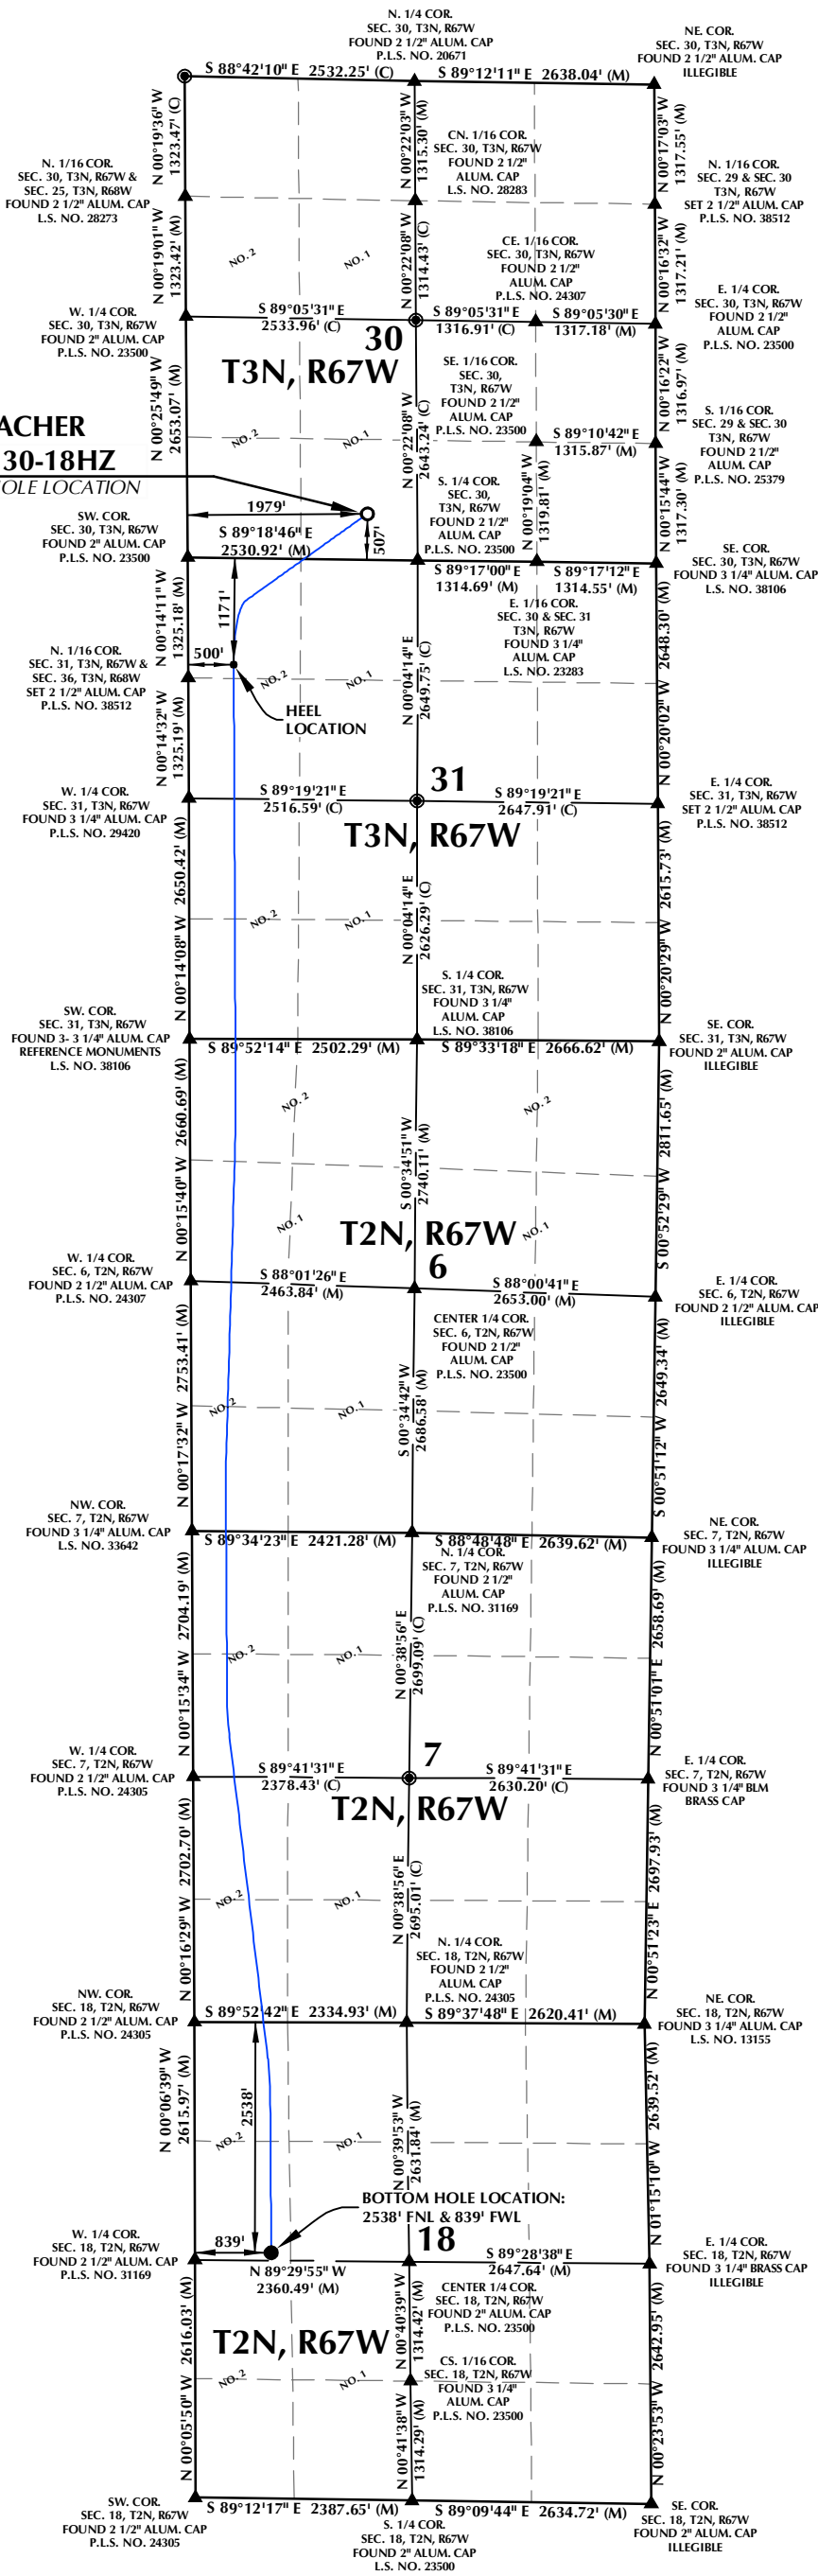 N. 1/4 COR.
SEC. 30, T3N, R67W
FOUND 2 1/2" ALUM. CAP
P.L.S. NO. 20671
NE. COR.
SEC. 30, T3N, R67W
FOUND 2 1/2" ALUM. CAP
ILLEGIBLE
S 88°42'10" E 2532.25' (C)
S 89°12'11" E 2638.04' (M)
N 00°19'36" W
1323.47' (C)
N 00°22'03" W
1315.30' (M)
N 00°17'03" W
1317.55' (M)
N. 1/16 COR.
SEC. 30, T3N, R67W &
SEC. 25, T3N, R68W
FOUND 2 1/2" ALUM. CAP
L.S. NO. 28273
CN. 1/16 COR.
SEC. 30, T3N, R67W
FOUND 2 1/2"
ALUM. CAP
L.S. NO. 28283
N. 1/16 COR.
SEC. 29 & SEC. 30
T3N, R67W
SET 2 1/2" ALUM. CAP
P.L.S. NO. 38512
N 00°19'01" W
1323.42' (M)
NO. 2
NO. 1
N 00°22'08" W
1314.43' (C)
CE. 1/16 COR.
SEC. 30, T3N, R67W
FOUND 2 1/2"
ALUM. CAP
P.L.S. NO. 24307
N 00°16'32" W
1317.21' (M)
W. 1/4 COR.
SEC. 30, T3N, R67W
FOUND 2" ALUM. CAP
P.L.S. NO. 23500
S 89°05'31" E
2533.96' (C)
S 89°05'31" E
1316.91' (C)
S 89°05'30" E
1317.18' (M)
E. 1/4 COR.
SEC. 30, T3N, R67W
FOUND 2 1/2"
ALUM. CAP
P.L.S. NO. 23500
30
T3N, R67W
N 00°25'49" W
2653.07' (M)
NO. 2
NO. 1
N 00°22'08" W
2643.24' (C)
SE. 1/16 COR.
SEC. 30,
T3N, R67W
FOUND 2 1/2"
ALUM. CAP
P.L.S. NO. 23500
N 00°16'22" W
1316.97' (M)
S 89°10'42" E
1315.87' (M)
S. 1/16 COR.
SEC. 29 & SEC. 30
T3N, R67W
FOUND 2 1/2"
ALUM. CAP
P.L.S. NO. 25379
ACHER
30-18HZ
OLE LOCATION
1979'
507'
N 00°19'04" W
1319.81' (M)
N 00°15'44" W
1317.30' (M)
SW. COR.
SEC. 30, T3N, R67W
FOUND 2" ALUM. CAP
P.L.S. NO. 23500
S 89°18'46" E
2530.92' (M)
S. 1/4 COR.
SEC. 30,
T3N, R67W
FOUND 2 1/2"
ALUM. CAP
P.L.S. NO. 23500
S 89°17'00" E
1314.69' (M)
S 89°17'12" E
1314.55' (M)
SE. COR.
SEC. 30, T3N, R67W
FOUND 3 1/4" ALUM. CAP
L.S. NO. 38106
N 00°14'11" W
1325.18' (M)
1171'
500'
E. 1/16 COR.
SEC. 30 & SEC. 31
T3N, R67W
FOUND 3 1/4"
ALUM. CAP
L.S. NO. 23283
N. 1/16 COR.
SEC. 31, T3N, R67W &
SEC. 36, T3N, R68W
SET 2 1/2" ALUM. CAP
P.L.S. NO. 38512
NO. 2
NO. 1
N 00°04'14" E
2649.75' (C)
N 00°20'02" W 2648.30' (M)
HEEL
LOCATION
N 00°14'32" W
1325.19' (M)
W. 1/4 COR.
SEC. 31, T3N, R67W
FOUND 3 1/4" ALUM. CAP
P.L.S. NO. 29420
S 89°19'21" E
2516.59' (C)
31
S 89°19'21" E
2647.91' (C)
E. 1/4 COR.
SEC. 31, T3N, R67W
SET 2 1/2" ALUM. CAP
P.L.S. NO. 38512
T3N, R67W
N 00°14'08" W 2650.42' (M)
NO. 2
NO. 1
N 00°04'14" E
2626.29' (C)
N 00°20'29" W 2615.73' (M)
SW. COR.
SEC. 31, T3N, R67W
FOUND 3- 3 1/4" ALUM. CAP
REFERENCE MONUMENTS
L.S. NO. 38106
S. 1/4 COR.
SEC. 31, T3N, R67W
FOUND 3 1/4"
ALUM. CAP
L.S. NO. 38106
SE. COR.
SEC. 31, T3N, R67W
FOUND 2" ALUM. CAP
ILLEGIBLE
S 89°52'14" E 2502.29' (M)
S 89°33'18" E 2666.62' (M)
N 00°15'40" W 2660.69' (M)
NO. 2
NO. 2
S 00°34'51" W
2740.11' (M)
S 00°52'29" W 2811.65' (M)
NO. 1
NO. 1
T2N, R67W
6
W. 1/4 COR.
SEC. 6, T2N, R67W
FOUND 2 1/2" ALUM. CAP
P.L.S. NO. 24307
S 88°01'26" E
2463.84' (M)
S 88°00'41" E
2653.00' (M)
E. 1/4 COR.
SEC. 6, T2N, R67W
FOUND 2 1/2" ALUM. CAP
ILLEGIBLE
CENTER 1/4 COR.
SEC. 6, T2N, R67W
FOUND 2 1/2"
ALUM. CAP
P.L.S. NO. 23500
N 00°17'32" W 2753.41' (M)
NO. 2
NO. 1
S 00°34'42" W
2686.58' (M)
S 00°51'12" W 2649.34' (M)
NW. COR.
SEC. 7, T2N, R67W
FOUND 3 1/4" ALUM. CAP
L.S. NO. 33642
S 89°34'23" E 2421.28' (M)
S 88°48'48" E 2639.62' (M)
NE. COR.
SEC. 7, T2N, R67W
FOUND 3 1/4" ALUM. CAP
ILLEGIBLE
N. 1/4 COR.
SEC. 7, T2N, R67W
FOUND 2 1/2"
ALUM. CAP
P.L.S. NO. 31169
N 00°15'34" W 2704.19' (M)
NO. 2
NO. 1
N 00°38'56" E
2699.09' (C)
N 00°51'01" E 2658.69' (M)
W. 1/4 COR.
SEC. 7, T2N, R67W
FOUND 2 1/2" ALUM. CAP
P.L.S. NO. 24305
S 89°41'31" E
2378.43' (C)
7
S 89°41'31" E
2630.20' (C)
E. 1/4 COR.
SEC. 7, T2N, R67W
FOUND 3 1/4" BLM
BRASS CAP
T2N, R67W
N 00°16'29" W 2702.70' (M)
NO. 2
NO. 1
N 00°38'56" E
2695.01' (C)
N 00°51'23" E 2697.93' (M)
N. 1/4 COR.
SEC. 18, T2N, R67W
FOUND 2 1/2"
ALUM. CAP
P.L.S. NO. 24305
NW. COR.
SEC. 18, T2N, R67W
FOUND 2 1/2" ALUM. CAP
P.L.S. NO. 24305
S 89°52'42" E 2334.93' (M)
S 89°37'48" E 2620.41' (M)
NE. COR.
SEC. 18, T2N, R67W
FOUND 3 1/4" ALUM. CAP
L.S. NO. 13155
N 00°06'39" W
2615.97' (M)
2538'
NO. 2
NO. 1
N 00°39'53" W
2631.84' (M)
N 01°15'10" W 2639.52' (M)
BOTTOM HOLE LOCATION:
2538' FNL & 839' FWL
W. 1/4 COR.
SEC. 18, T2N, R67W
FOUND 2 1/2" ALUM. CAP
P.L.S. NO. 31169
839'
18
N 89°29'55" W
2360.49' (M)
S 89°28'38" E
2647.64' (M)
E. 1/4 COR.
SEC. 18, T2N, R67W
FOUND 3 1/4" BRASS CAP
ILLEGIBLE
T2N, R67W
CENTER 1/4 COR.
SEC. 18, T2N, R67W
FOUND 2" ALUM. CAP
P.L.S. NO. 23500
N 00°40'39" W
1314.42' (M)
N 00°05'50" W 2616.03' (M)
NO. 2
NO. 1
CS. 1/16 COR.
SEC. 18, T2N, R67W
FOUND 3 1/4"
ALUM. CAP
P.L.S. NO. 23500
N 00°41'38" W
1314.29' (M)
N 00°23'53" W 2642.95' (M)
SW. COR.
SEC. 18, T2N, R67W
FOUND 2 1/2" ALUM. CAP
P.L.S. NO. 24305
S 89°12'17" E 2387.65' (M)
S 89°09'44" E 2634.72' (M)
SE. COR.
SEC. 18, T2N, R67W
FOUND 2" ALUM. CAP
ILLEGIBLE
S. 1/4 COR.
SEC. 18, T2N, R67W
FOUND 2" ALUM. CAP
L.S. NO. 23500